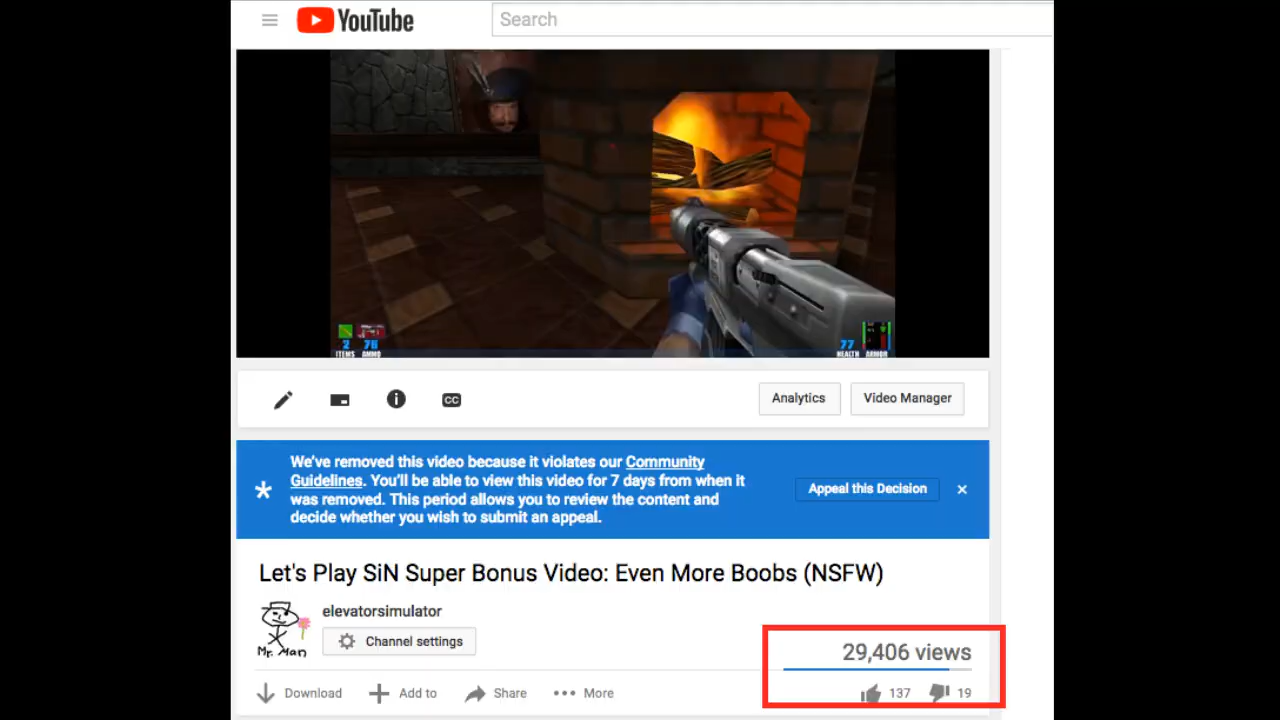 YouTube
Search
2 76
ITEMS AMMO
77
HEALTH ARMOR
CC
Analytics
Video Manager
We've removed this video because it violates our Community
Guidelines. You'll be able to view this video for 7 days from when it
was removed. This period allows you to review the content and
decide whether you wish to submit an appeal.
Appeal this Decision
Let's Play SiN Super Bonus Video: Even More Boobs (NSFW)
elevatorsimulator
Mr. Man
Channel settings
29,406 views
Download
Add to
Share
More
137
19